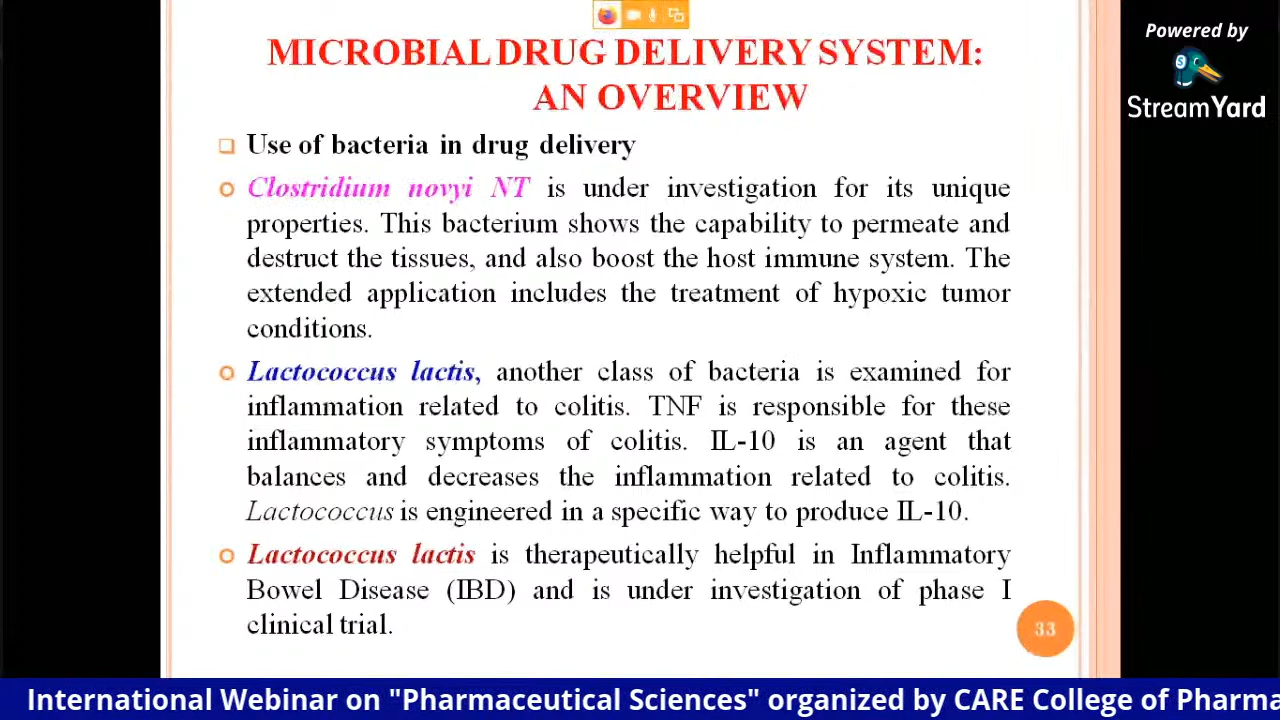 MICROBIAL DRUG DELIVERY SYSTEM:
AN OVERVIEW
Use of bacteria in drug delivery
Clostridium novyi NT is under investigation for its unique
properties. This bacterium shows the capability to permeate and
destruct the tissues, and also boost the host immune system. The
extended application includes the treatment of hypoxic tumor
conditions.
Lactococcus lactis, another class of bacteria is examined for
inflammation related to colitis. TNF is responsible for these
inflammatory symptoms of colitis. IL-10 is an agent that
balances and decreases the inflammation related to colitis.
Lactococcus is engineered in a specific way to produce IL-10.
Lactococcus lactis is therapeutically helpful in Inflammatory
Bowel Disease (IBD) and is under investigation of phase I
clinical trial.
33
Powered by
S
StreamYard
International Webinar on "Pharmaceutical Sciences" organized by CARE College of Pharma